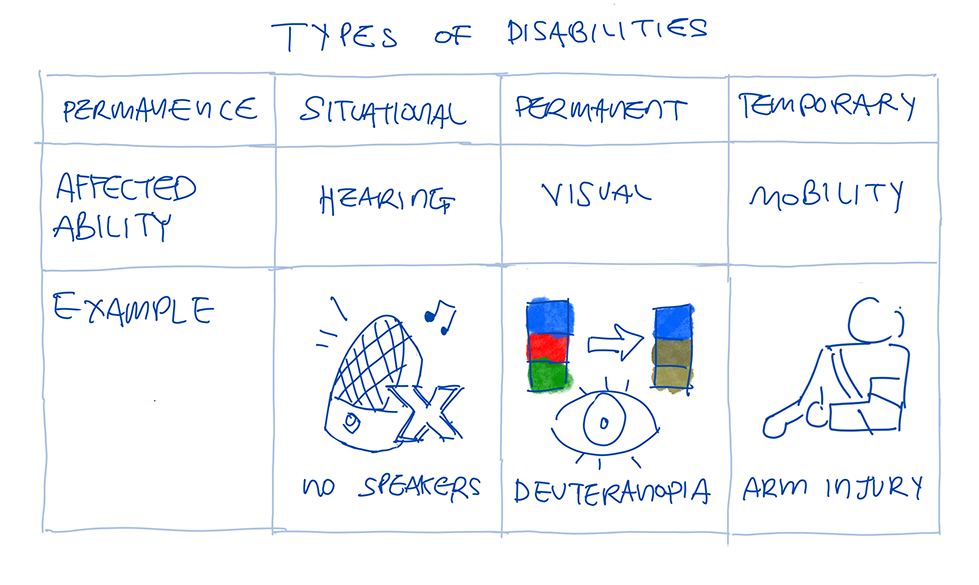 TYPES OF DISABILITIES
PERMANENCE SITUATIONAL PERMANENT TEMPORARY
AFFECTED ABILITY HEARING VISUAL MOBILITY
EXAMPLE
NO SPEAKERS DEUTERANOPIA ARM INJURY